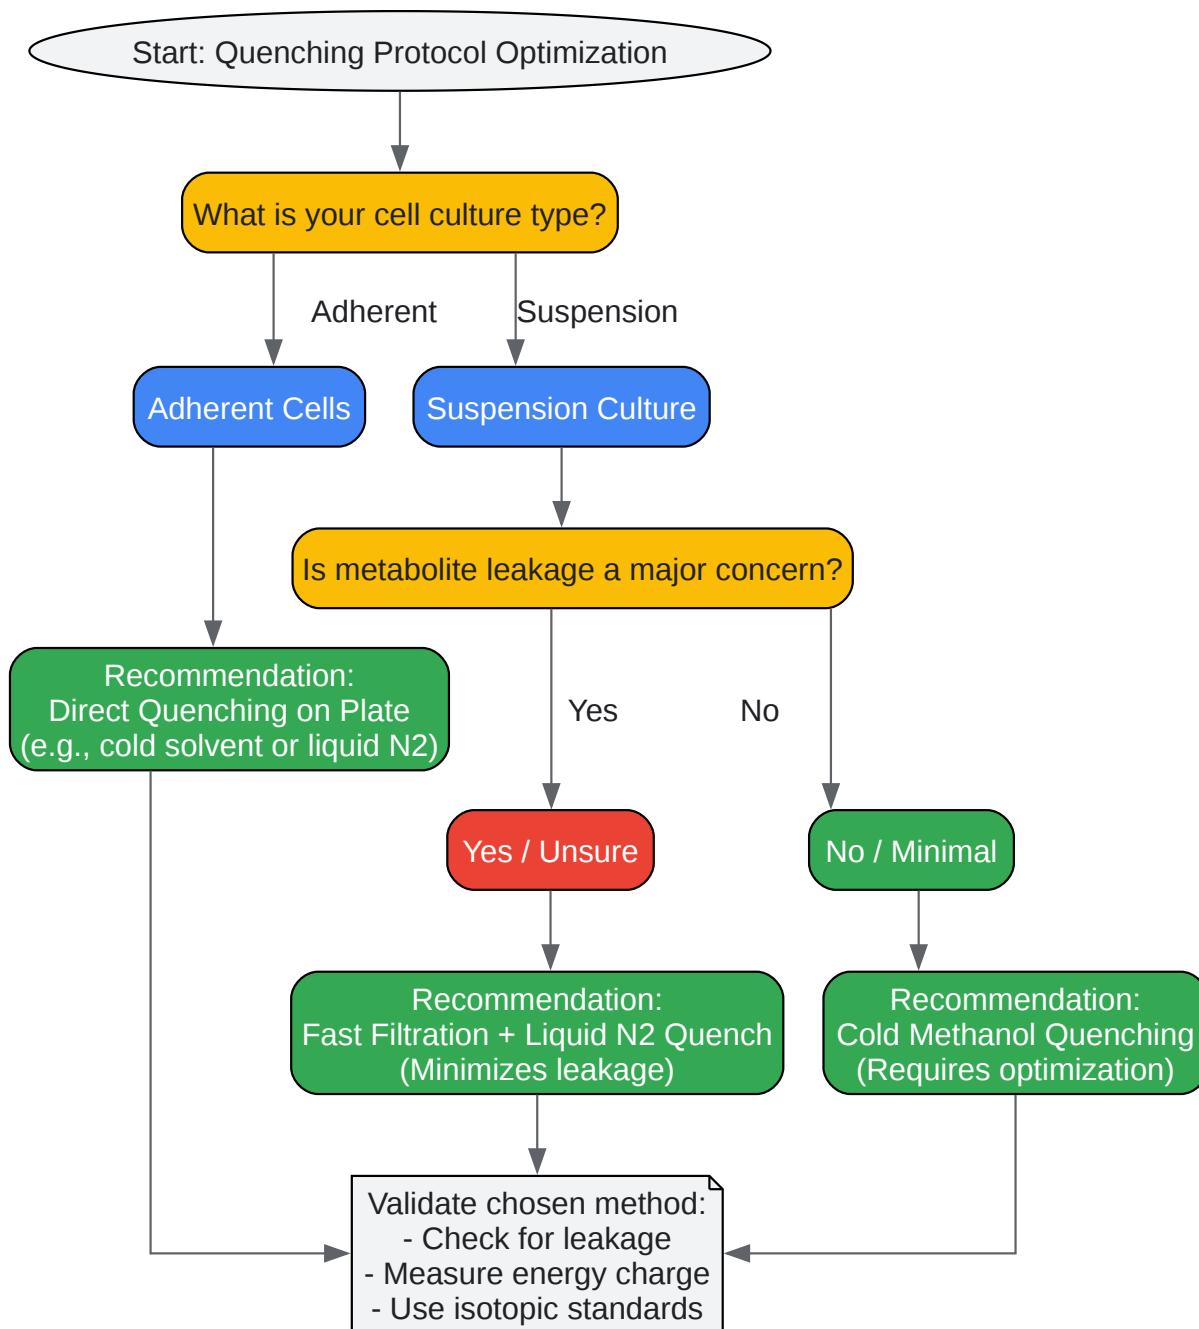 Start: Quenching Protocol Optimization
What is your cell culture type?
Adherent
Suspension
Adherent Cells
Suspension Culture
Is metabolite leakage a major concern?
Recommendation:
Direct Quenching on Plate
(e.g., cold solvent or liquid N2)
Yes
No
Yes / Unsure
No / Minimal
Recommendation:
Fast Filtration + Liquid N2 Quench
(Minimizes leakage)
Recommendation:
Cold Methanol Quenching
(Requires optimization)
Validate chosen method:
- Check for leakage
- Measure energy charge
- Use isotopic standards